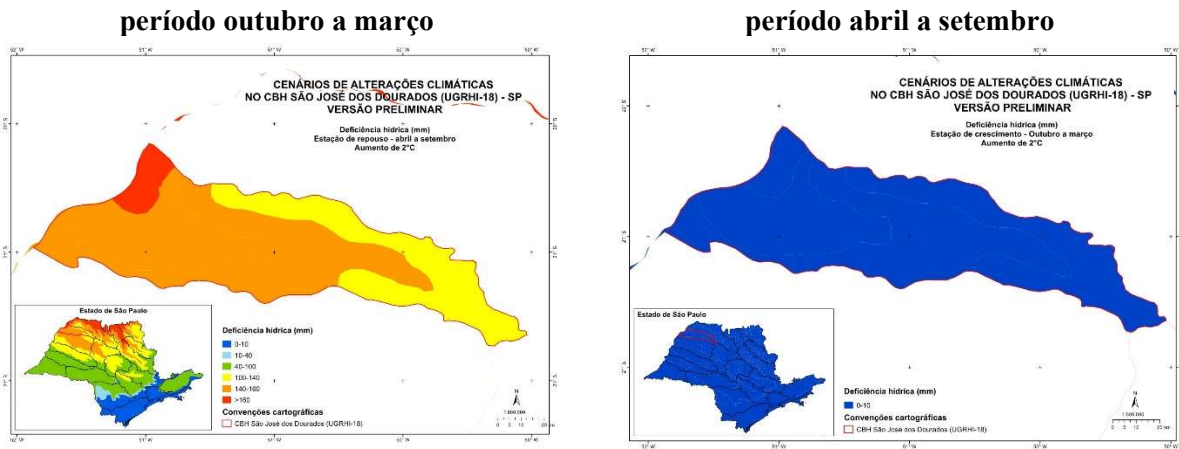 período outubro a março
período abril a setembro
CENÁRIOS DE ALTERAÇÕES CLIMÁTICAS
NO CBH SÃO JOSÉ DOS DOURADOS (UGRHI-18) - SP
VERSÃO PRELIMINAR
Deficiência hídrica (mm)
Estação de repouso - abril a setembro
Aumento de 2°C
Estado de São Paulo
Deficiência hídrica (mm)
0-10
10-40
40-100
100-140
140-160
>160
Convenções cartográficas
CBH São José dos Dourados (UGRHI-18)
N
CENÁRIOS DE ALTERAÇÕES CLIMÁTICAS
NO CBH SÃO JOSÉ DOS DOURADOS (UGRHI-18) - SP
VERSÃO PRELIMINAR
Deficiência hídrica (mm)
Estação de crescimento - Outubro a março
Aumento de 2°C
Estado de São Paulo
Deficiência hídrica (mm)
0-10
Convenções cartográficas
CBH São José dos Dourados (UGRHI-18)
N